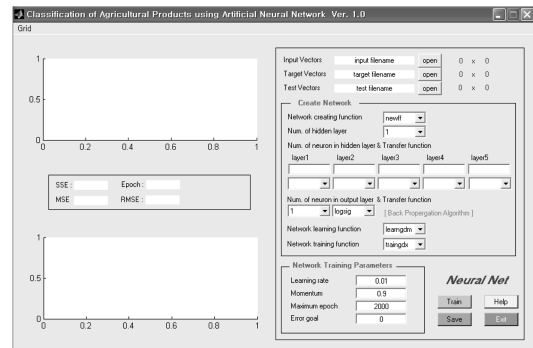 Classification of Agricultural Products using Artificial Neural Network Ver. 1.0
Grid
1
0.5
0
0 0.2 0.4 0.6 0.8 1
SSE : Epoch :
MSE RMSE :
1
0.5
0
0 0.2 0.4 0.6 0.8 1
Input Vectors input filename open 0 x 0
Target Vectors target filename open 0 x 0
Test Vectors test filename open 0 x 0
Create Network
Network creating function newff
Num. of hidden layer 1
Num. of neuron in hidden layer & Transfer function
layer1 layer2 layer3 layer4 layer5
Num. of neuron in output layer & Transfer function
1 logsig [ Back Propergation Algorithm ]
Network learning function learngdm
Network training function traingdx
Network Training Parameters
Learning rate 0.01
Momentum 0.9
Maximum epoch 2000
Error goal 0
Neural Net
Train Help
Save Exit